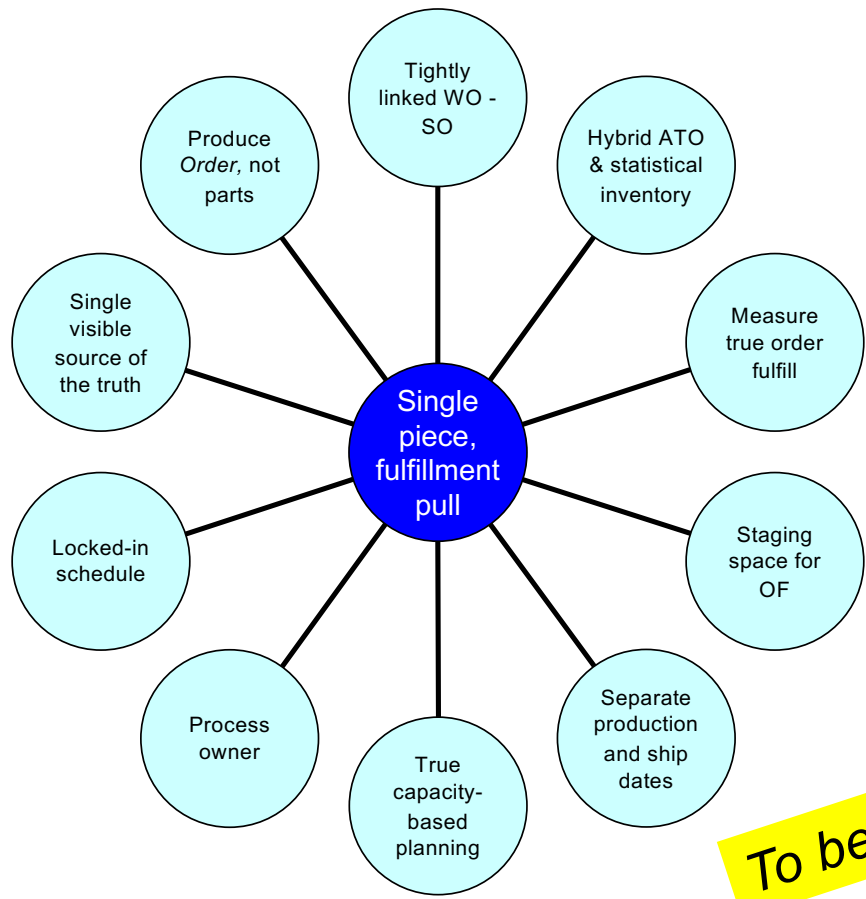 Tightly
linked WO -
SO
Hybrid ATO
& statistical
inventory
Measure
true order
fulfill
Staging
space for
OF
Separate
production
and ship
dates
True
capacity-
based
planning
Process
owner
Locked-in
schedule
Single
visible
source of
the truth
Produce
Order, not
parts
Single
piece,
fulfillment
pull
To be